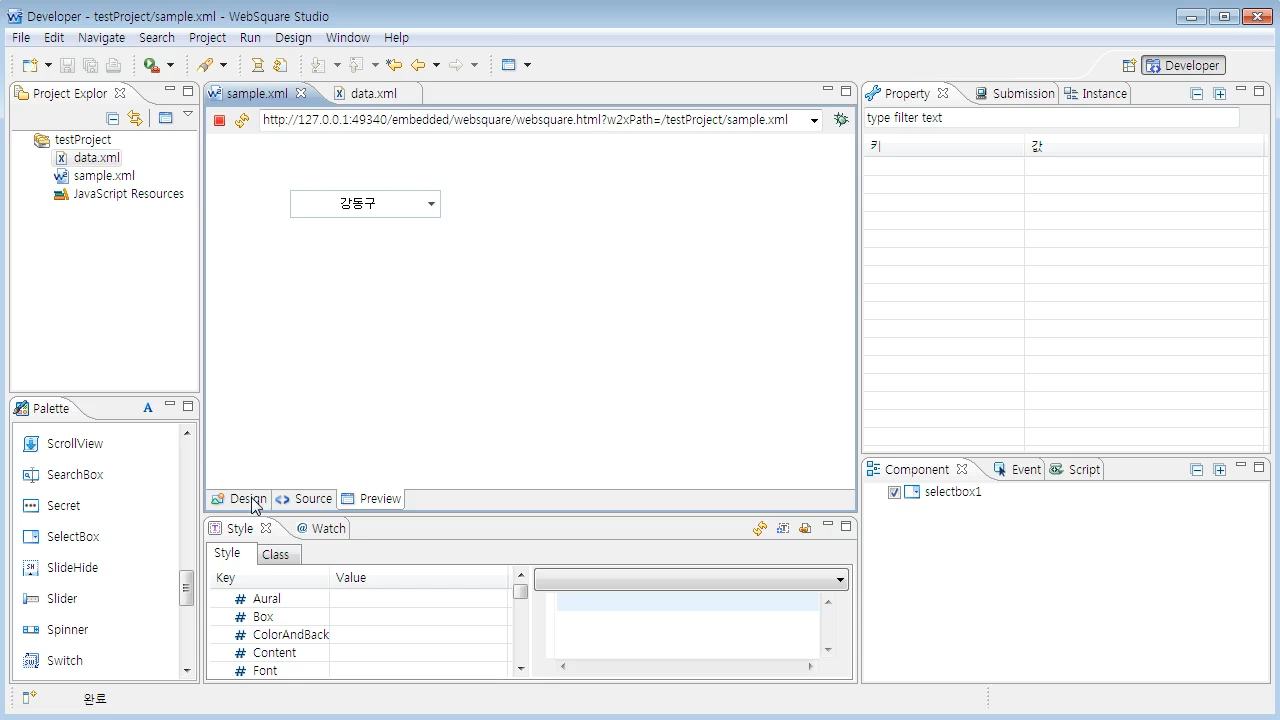 Developer - testProject/sample.xml - WebSquare Studio
File Edit Navigate Search Project Run Design Window Help
Developer
Project Explor
testProject
data.xml
sample.xml
JavaScript Resources
sample.xml
data.xml
http://127.0.0.1:49340/embedded/websquare/websquare.html?w2xPath=/testProject/sample.xml
강동구
Design Source Preview
Property Submission Instance
type filter text
키 값
Palette A
ScrollView
SearchBox
Secret
SelectBox
SlideHide
Slider
Spinner
Switch
Style @ Watch
Style Class
Key Value
# Aural
# Box
# ColorAndBack
# Content
# Font
Component Event Script
selectbox1
완료